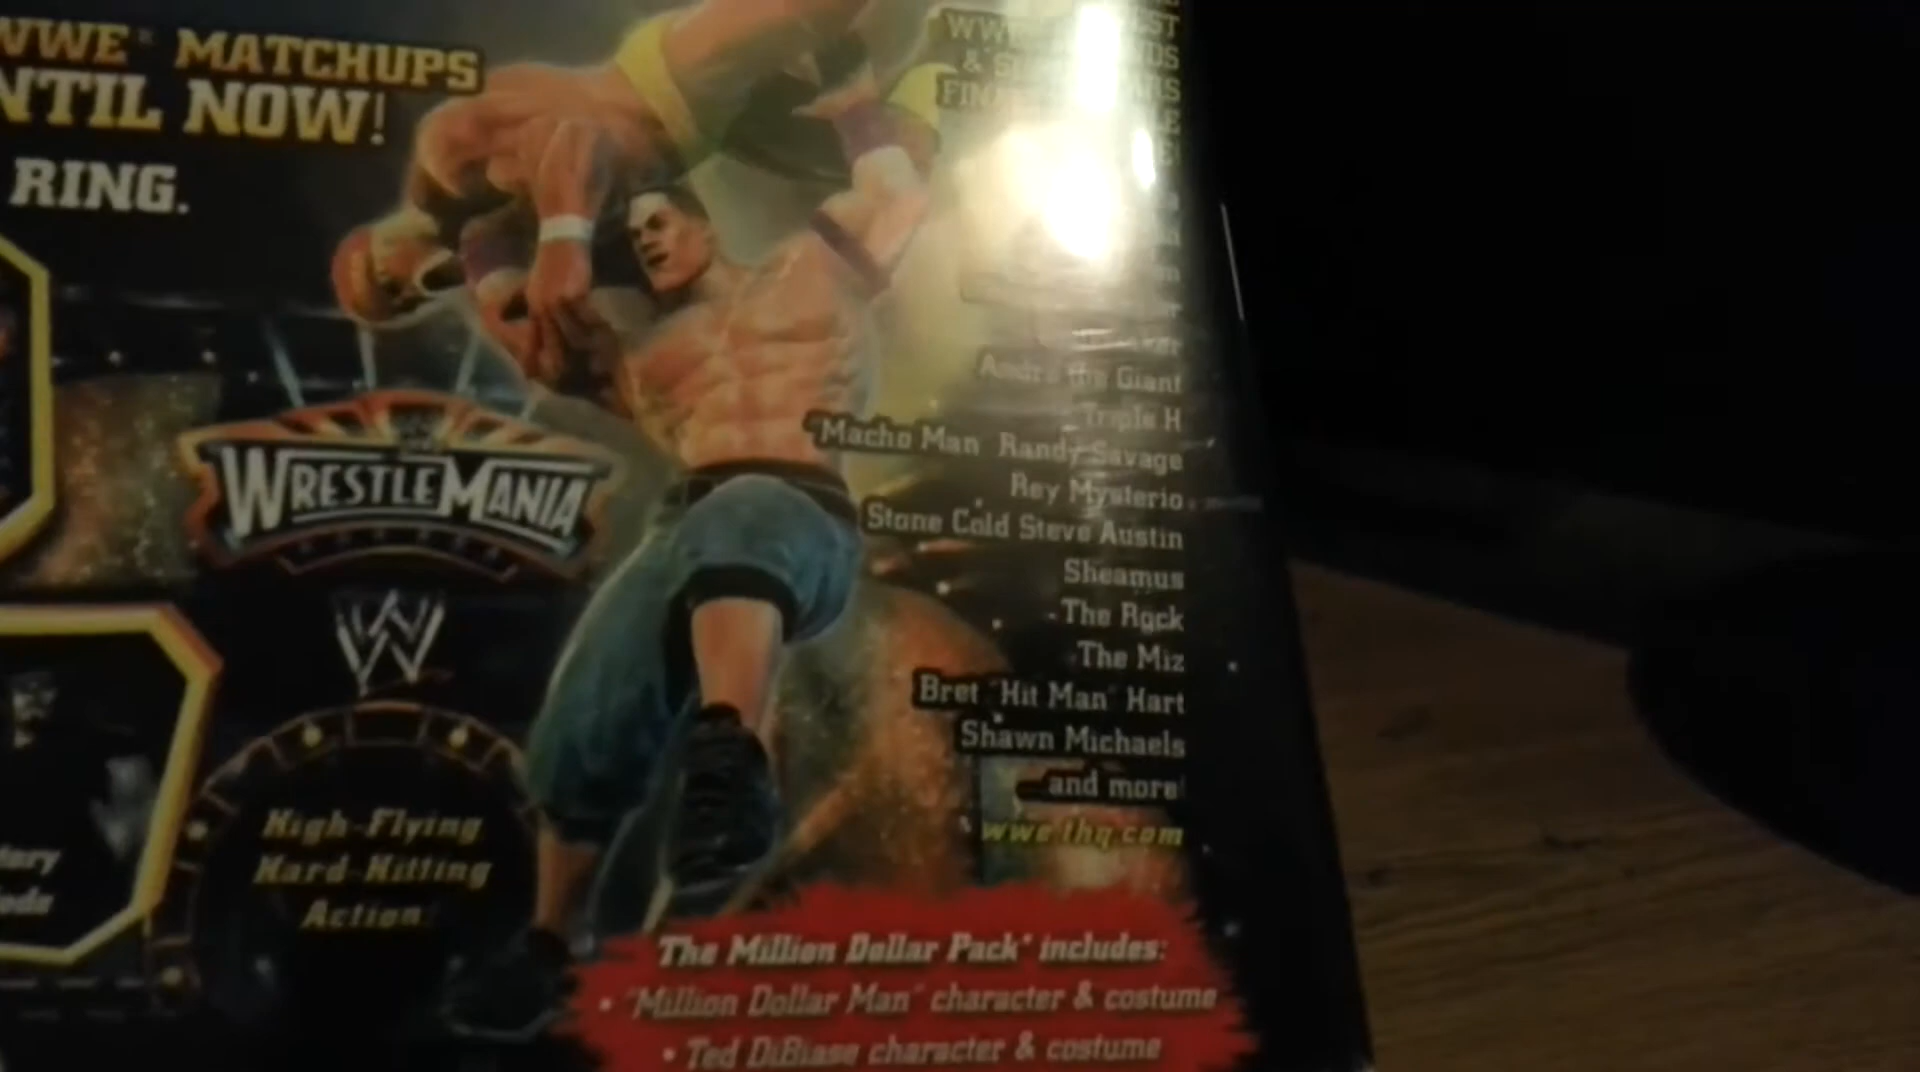 WWE MATCHUPS
NTIL NOW!
RING.
WRESTLEMANIA
High-Flying
Hard-Hitting
Action
FIN
& S
Andre the Giant
Triple H
"Macho Man" Randy Savage
Rey Mysterio
Stone Cold Steve Austin
Sheamus
The Rock
The Miz
Bret "Hit Man" Hart
Shawn Michaels
...and more!
wwe.thq.com
The Million Dollar Pack* includes:
• "Million Dollar Man" character & costume
• Ted DiBiase character & costume